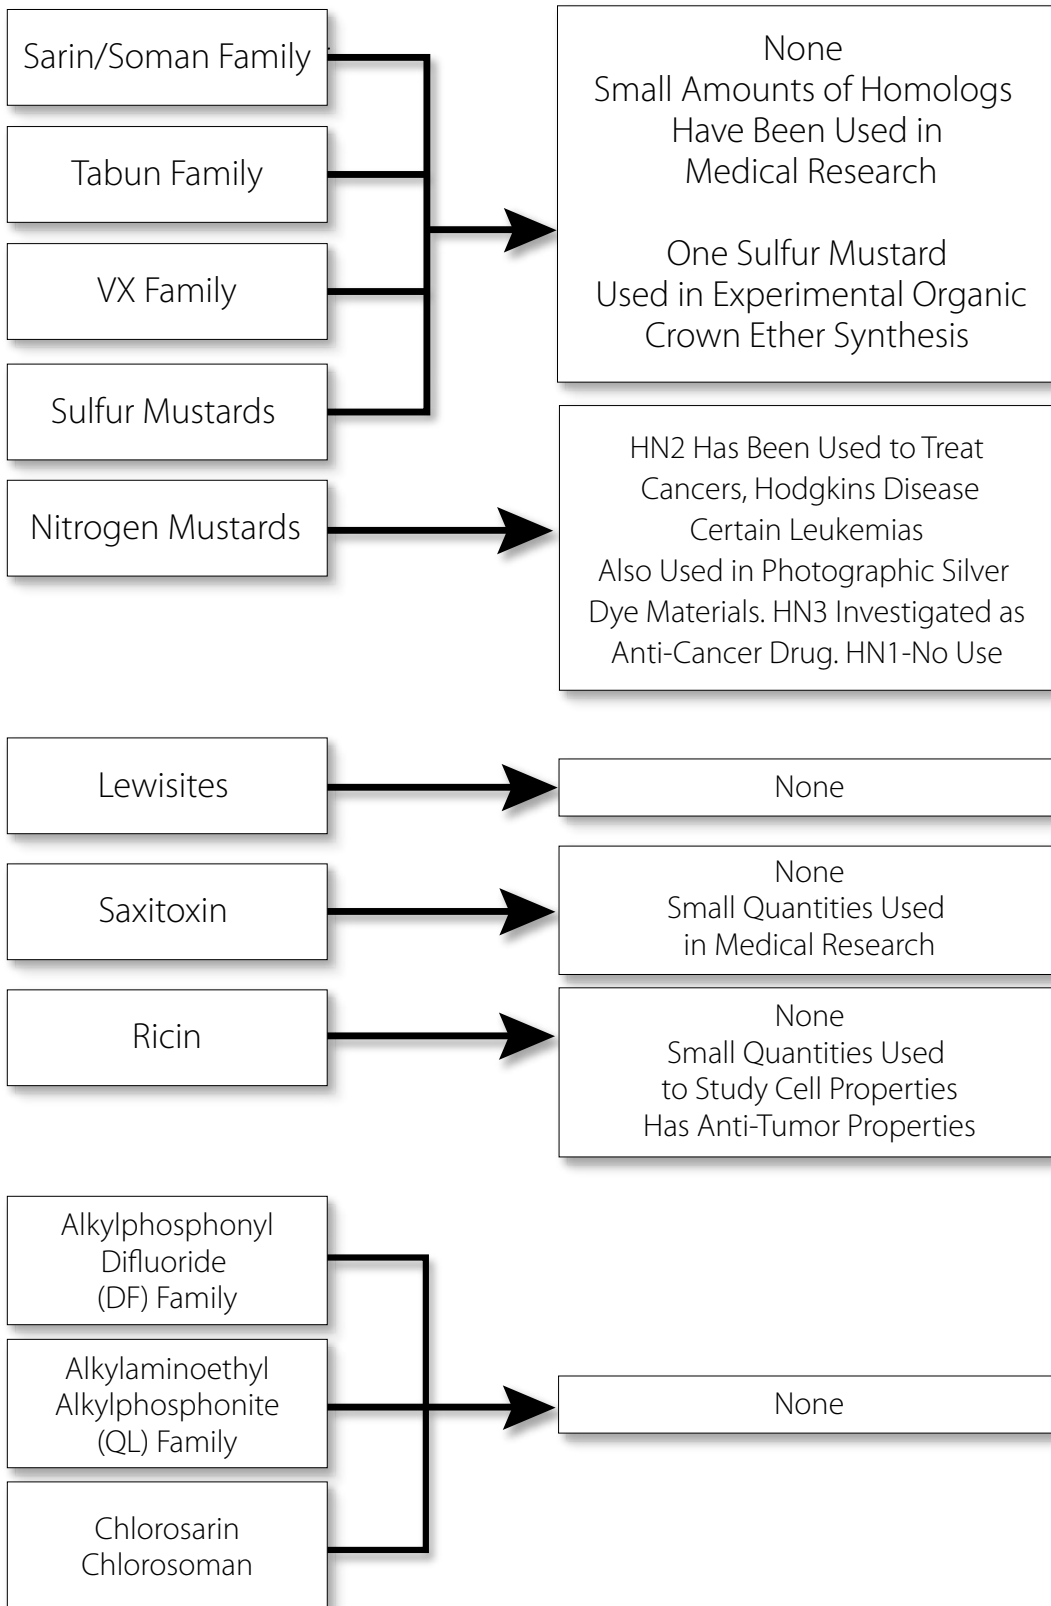 Sarin/Soman Family
Tabun Family
VX Family
Sulfur Mustards
None
Small Amounts of Homologs
Have Been Used in
Medical Research
One Sulfur Mustard
Used in Experimental Organic
Crown Ether Synthesis
Nitrogen Mustards
HN2 Has Been Used to Treat
Cancers, Hodgkins Disease
Certain Leukemias
Also Used in Photographic Silver
Dye Materials. HN3 Investigated as
Anti-Cancer Drug. HN1-No Use
Lewisites
None
Saxitoxin
None
Small Quantities Used
in Medical Research
Ricin
None
Small Quantities Used
to Study Cell Properties
Has Anti-Tumor Properties
Alkylphosphonyl
Difluoride
(DF) Family
Alkylaminoethyl
Alkylphosphonite
(QL) Family
Chlorosarin
Chlorosoman
None